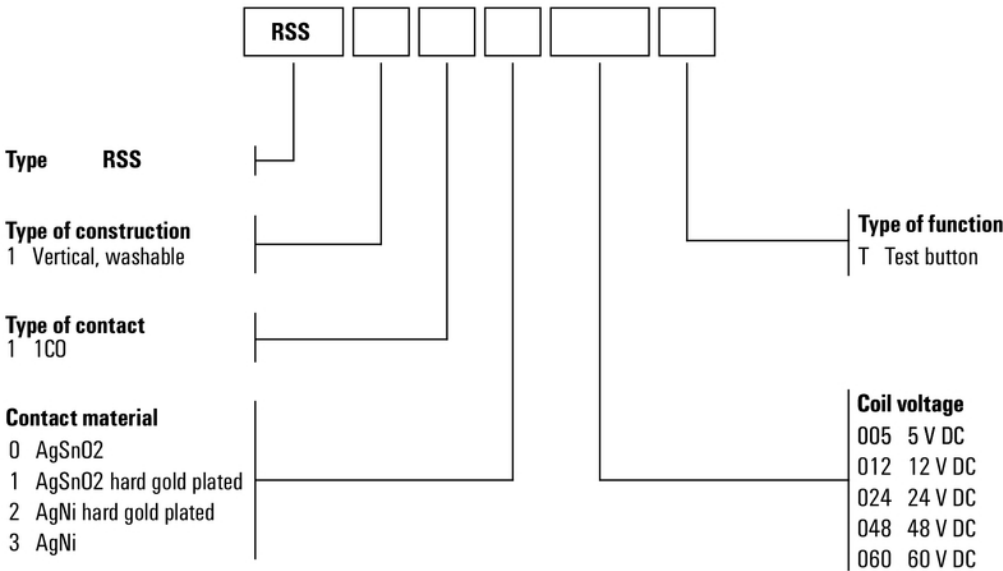 RSS
Type RSS
Type of construction
1 Vertical, washable
Type of contact
1 1CO
Contact material
0 AgSnO2
1 AgSnO2 hard gold plated
2 AgNi hard gold plated
3 AgNi
Type of function
T Test button
Coil voltage
005 5 V DC
012 12 V DC
024 24 V DC
048 48 V DC
060 60 V DC